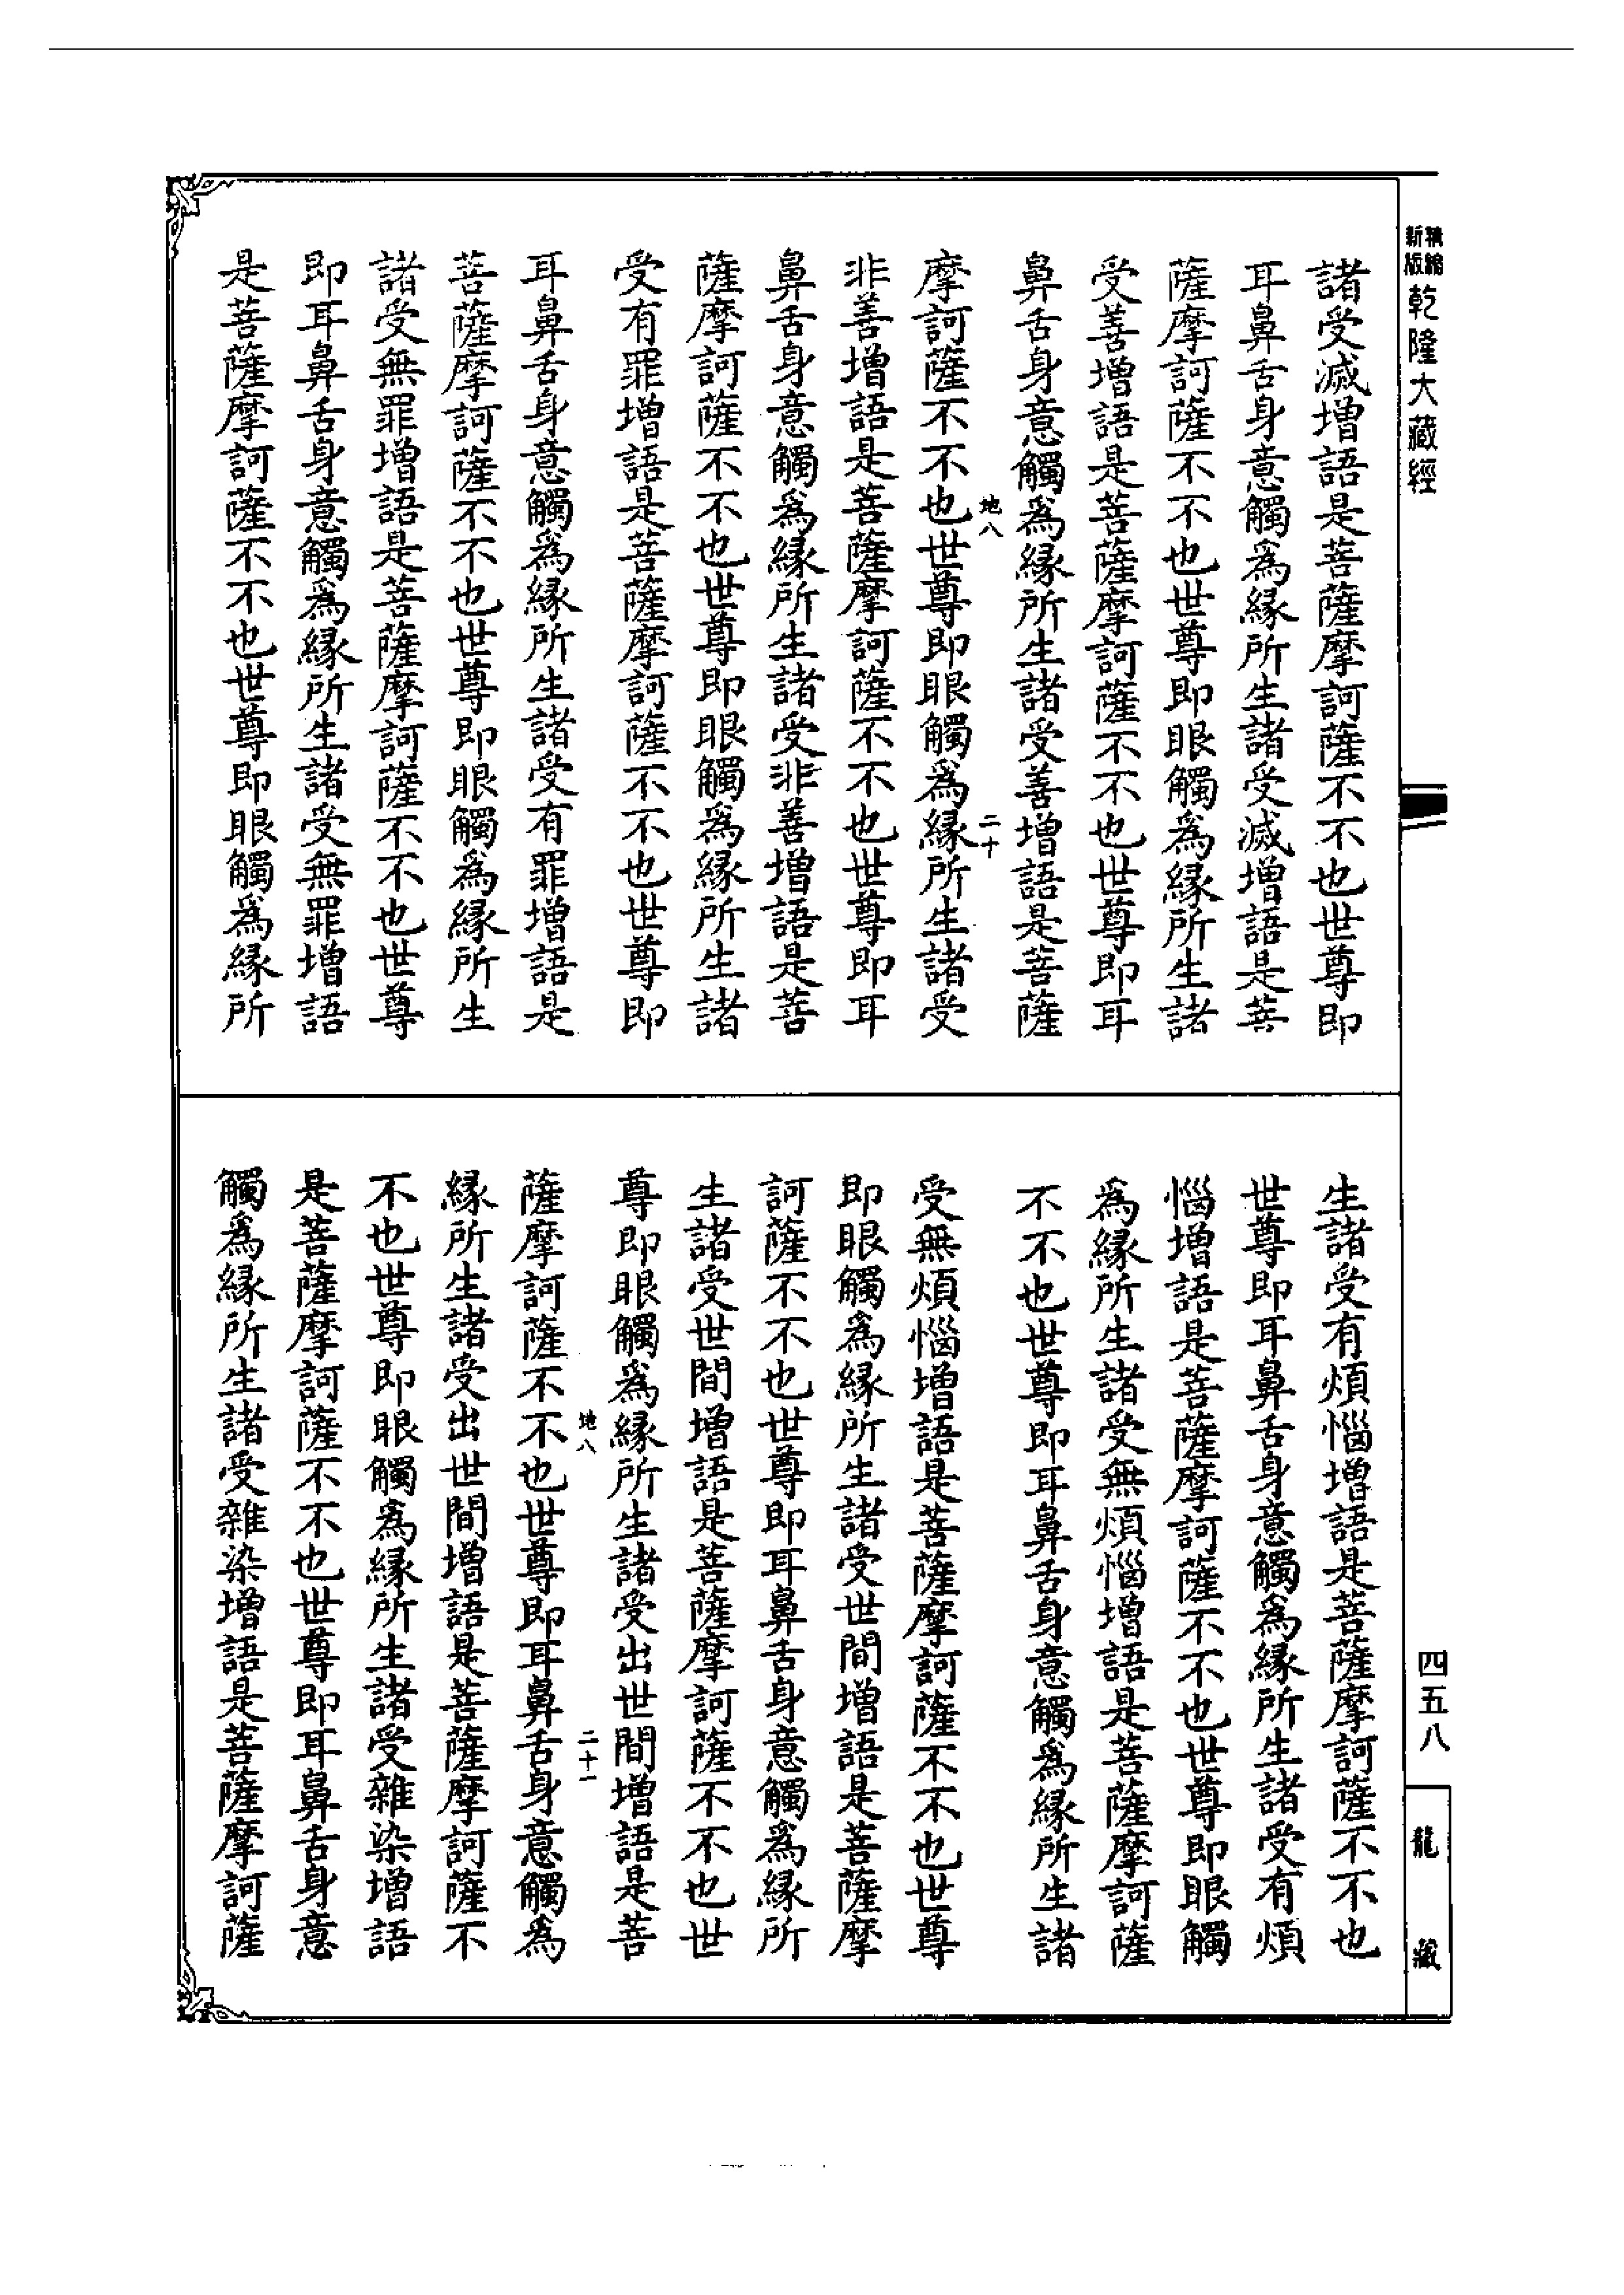 精縮新版乾隆大藏經
諸受滅增語是菩薩摩訶薩不不也世尊即
耳鼻舌身意觸為緣所生諸受滅增語是菩
薩摩訶薩不不也世尊即眼觸為緣所生諸
受善增語是菩薩摩訶薩不不也世尊即耳
鼻舌身意觸為緣所生諸受善增語是菩薩
地八 二十
摩訶薩不不也世尊即眼觸為緣所生諸受
非善增語是菩薩摩訶薩不不也世尊即耳
鼻舌身意觸為緣所生諸受非善增語是菩
薩摩訶薩不不也世尊即眼觸為緣所生諸
受有罪增語是菩薩摩訶薩不不也世尊即
耳鼻舌身意觸為緣所生諸受有罪增語是
菩薩摩訶薩不不也世尊即眼觸為緣所生
諸受無罪增語是菩薩摩訶薩不不也世尊
即耳鼻舌身意觸為緣所生諸受無罪增語
是菩薩摩訶薩不不也世尊即眼觸為緣所
生諸受有煩惱增語是菩薩摩訶薩不不也
世尊即耳鼻舌身意觸為緣所生諸受有煩
惱增語是菩薩摩訶薩不不也世尊即眼觸
為緣所生諸受無煩惱增語是菩薩摩訶薩
不不也世尊即耳鼻舌身意觸為緣所生諸
受無煩惱增語是菩薩摩訶薩不不也世尊
即眼觸為緣所生諸受世間增語是菩薩摩
訶薩不不也世尊即耳鼻舌身意觸為緣所
生諸受世間增語是菩薩摩訶薩不不也世
尊即眼觸為緣所生諸受出世間增語是菩
地八 二十一
薩摩訶薩不不也世尊即耳鼻舌身意觸為
緣所生諸受出世間增語是菩薩摩訶薩不
不也世尊即眼觸為緣所生諸受雜染增語
是菩薩摩訶薩不不也世尊即耳鼻舌身意
觸為緣所生諸受雜染增語是菩薩摩訶薩
四五八
龍藏